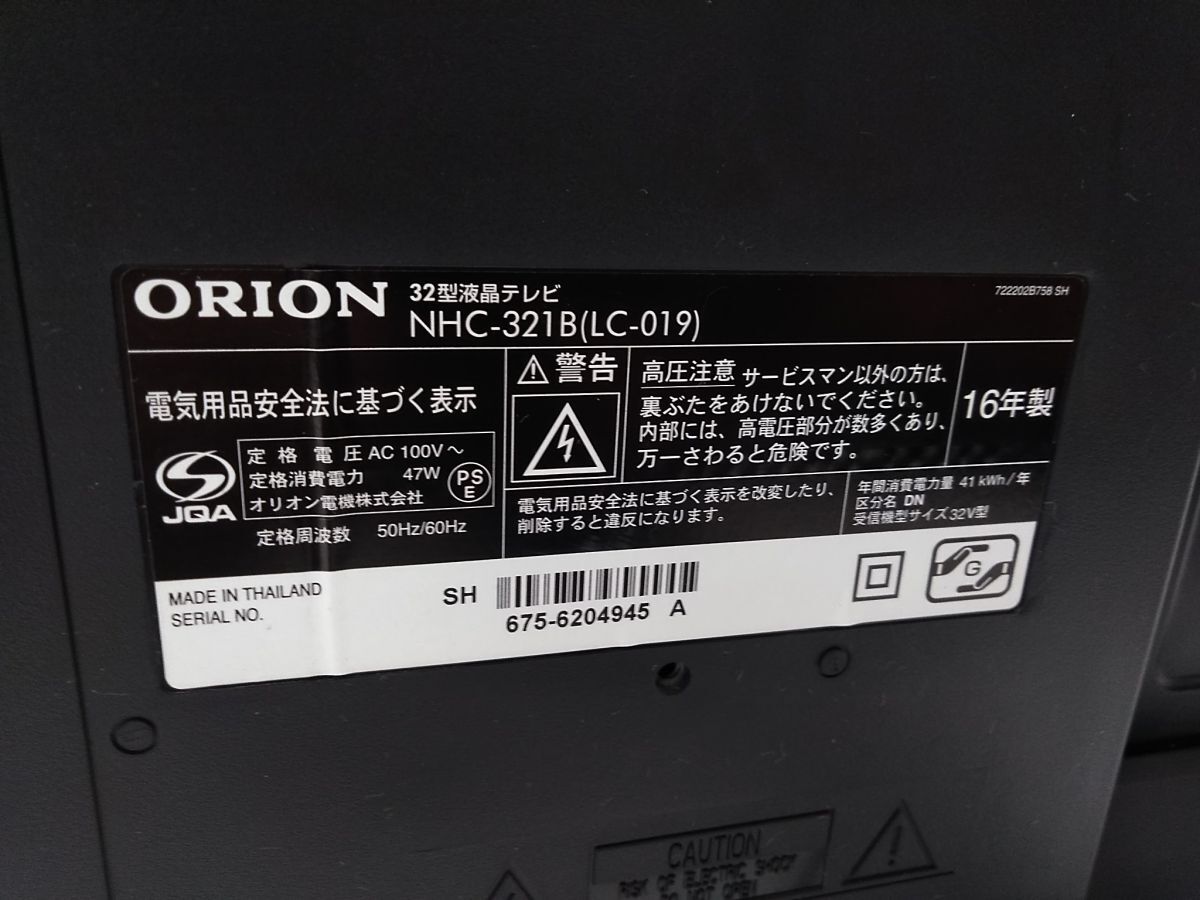 ORION
32型液晶テレビ
NHC-321B(LC-019)
722202B758 SH
電気用品安全法に基づく表示
JQA
定格電圧 AC 100V～
定格消費電力 47W
オリオン電機株式会社
PS
E
定格周波数 50Hz/60Hz
警告
高圧注意 サービスマン以外の方は、
裏ぶたをあけないでください。
内部には、高電圧部分が数多くあり、
万一さわると危険です。
16年製
電気用品安全法に基づく表示を改変したり、
削除すると違反になります。
年間消費電力量 41 kWh/年
区分名 DN
受信機型サイズ 32V型
MADE IN THAILAND
SERIAL NO.
SH
675-6204945 A
G
CAUTION
RISK OF ELECTRIC SHOCK
DO NOT OPEN